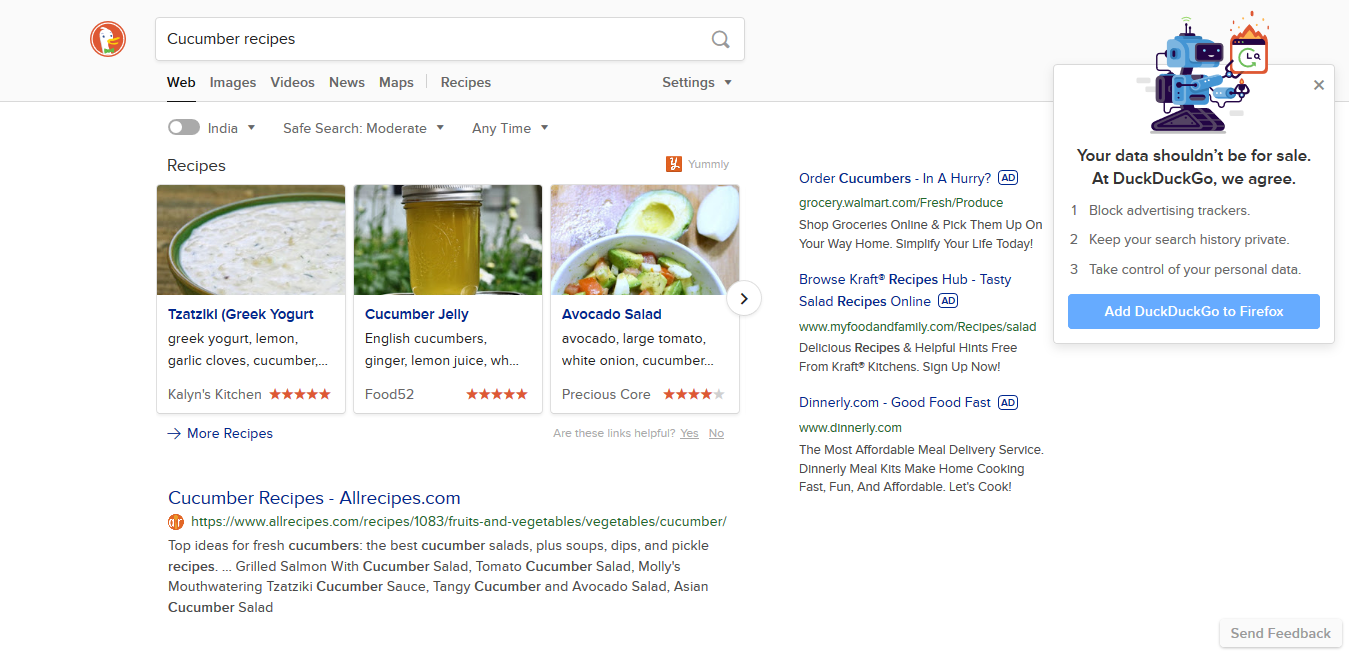 Cucumber recipes
Web Images Videos News Maps Recipes Settings
India Safe Search: Moderate Any Time
Recipes
Yummly
Tzatziki (Greek Yogurt
greek yogurt, lemon,
garlic cloves, cucumber,...
Kalyn's Kitchen
Cucumber Jelly
English cucumbers,
ginger, lemon juice, wh...
Food52
Avocado Salad
avocado, large tomato,
white onion, cucumber...
Precious Core
More Recipes
Are these links helpful? Yes No
Cucumber Recipes - Allrecipes.com
https://www.allrecipes.com/recipes/1083/fruits-and-vegetables/vegetables/cucumber/
Top ideas for fresh cucumbers: the best cucumber salads, plus soups, dips, and pickle
recipes. ... Grilled Salmon With Cucumber Salad, Tomato Cucumber Salad, Molly's
Mouthwatering Tzatziki Cucumber Sauce, Tangy Cucumber and Avocado Salad, Asian
Cucumber Salad
Order Cucumbers - In A Hurry? AD
grocery.walmart.com/Fresh/Produce
Shop Groceries Online & Pick Them Up On
Your Way Home. Simplify Your Life Today!
Browse Kraft® Recipes Hub - Tasty
Salad Recipes Online AD
www.myfoodandfamily.com/Recipes/salad
Delicious Recipes & Helpful Hints Free
From Kraft® Kitchens. Sign Up Now!
Dinnerly.com - Good Food Fast AD
www.dinnerly.com
The Most Affordable Meal Delivery Service.
Dinnerly Meal Kits Make Home Cooking
Fast, Fun, And Affordable. Let's Cook!
Your data shouldn’t be for sale.
At DuckDuckGo, we agree.
1 Block advertising trackers.
2 Keep your search history private.
3 Take control of your personal data.
Add DuckDuckGo to Firefox
Send Feedback